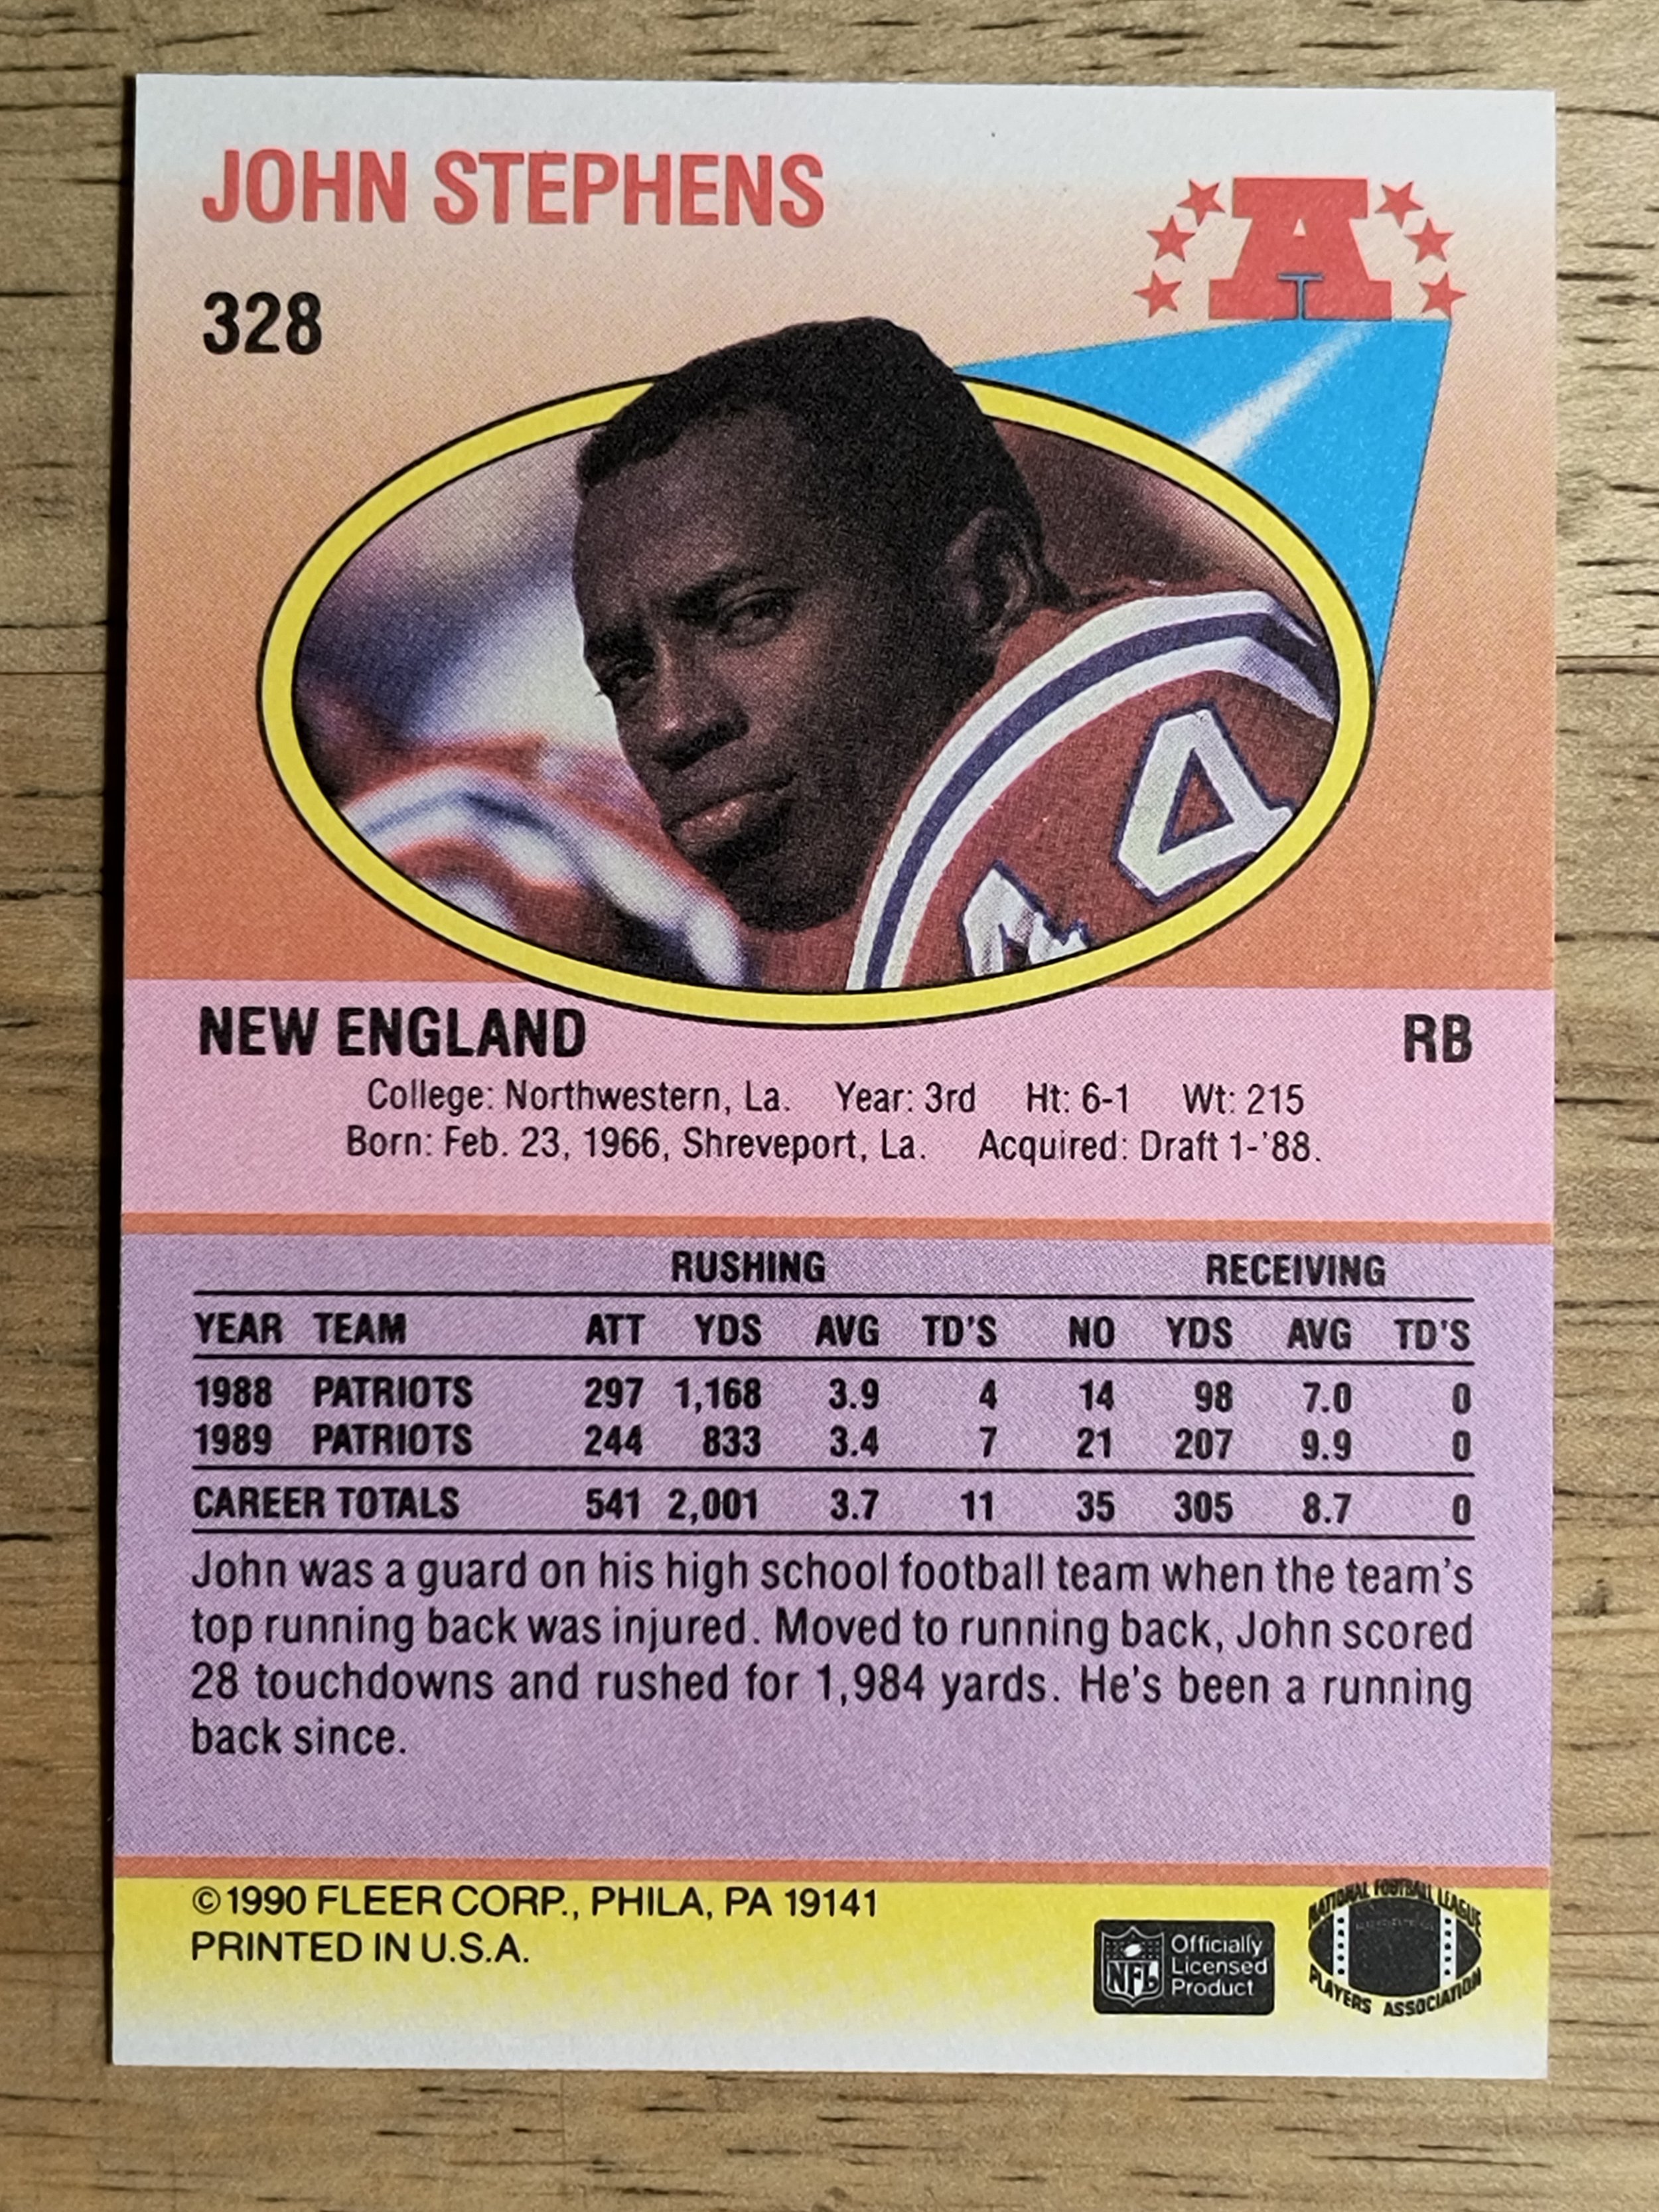 JOHN STEPHENS
A
328
44
NEW ENGLAND RB
College: Northwestern, La. Year: 3rd Ht: 6-1 Wt: 215
Born: Feb. 23, 1966, Shreveport, La. Acquired: Draft 1-'88.
RUSHING RECEIVING
YEAR TEAM ATT YDS AVG TD'S NO YDS AVG TD'S
1988 PATRIOTS 297 1,168 3.9 4 14 98 7.0 0
1989 PATRIOTS 244 833 3.4 7 21 207 9.9 0
CAREER TOTALS 541 2,001 3.7 11 35 305 8.7 0
John was a guard on his high school football team when the team's
top running back was injured. Moved to running back, John scored
28 touchdowns and rushed for 1,984 yards. He's been a running
back since.
©1990 FLEER CORP., PHILA, PA 19141
PRINTED IN U.S.A.
NFL
Officially
Licensed
Product
NATIONAL FOOTBALL LEAGUE
PLAYERS ASSOCIATION